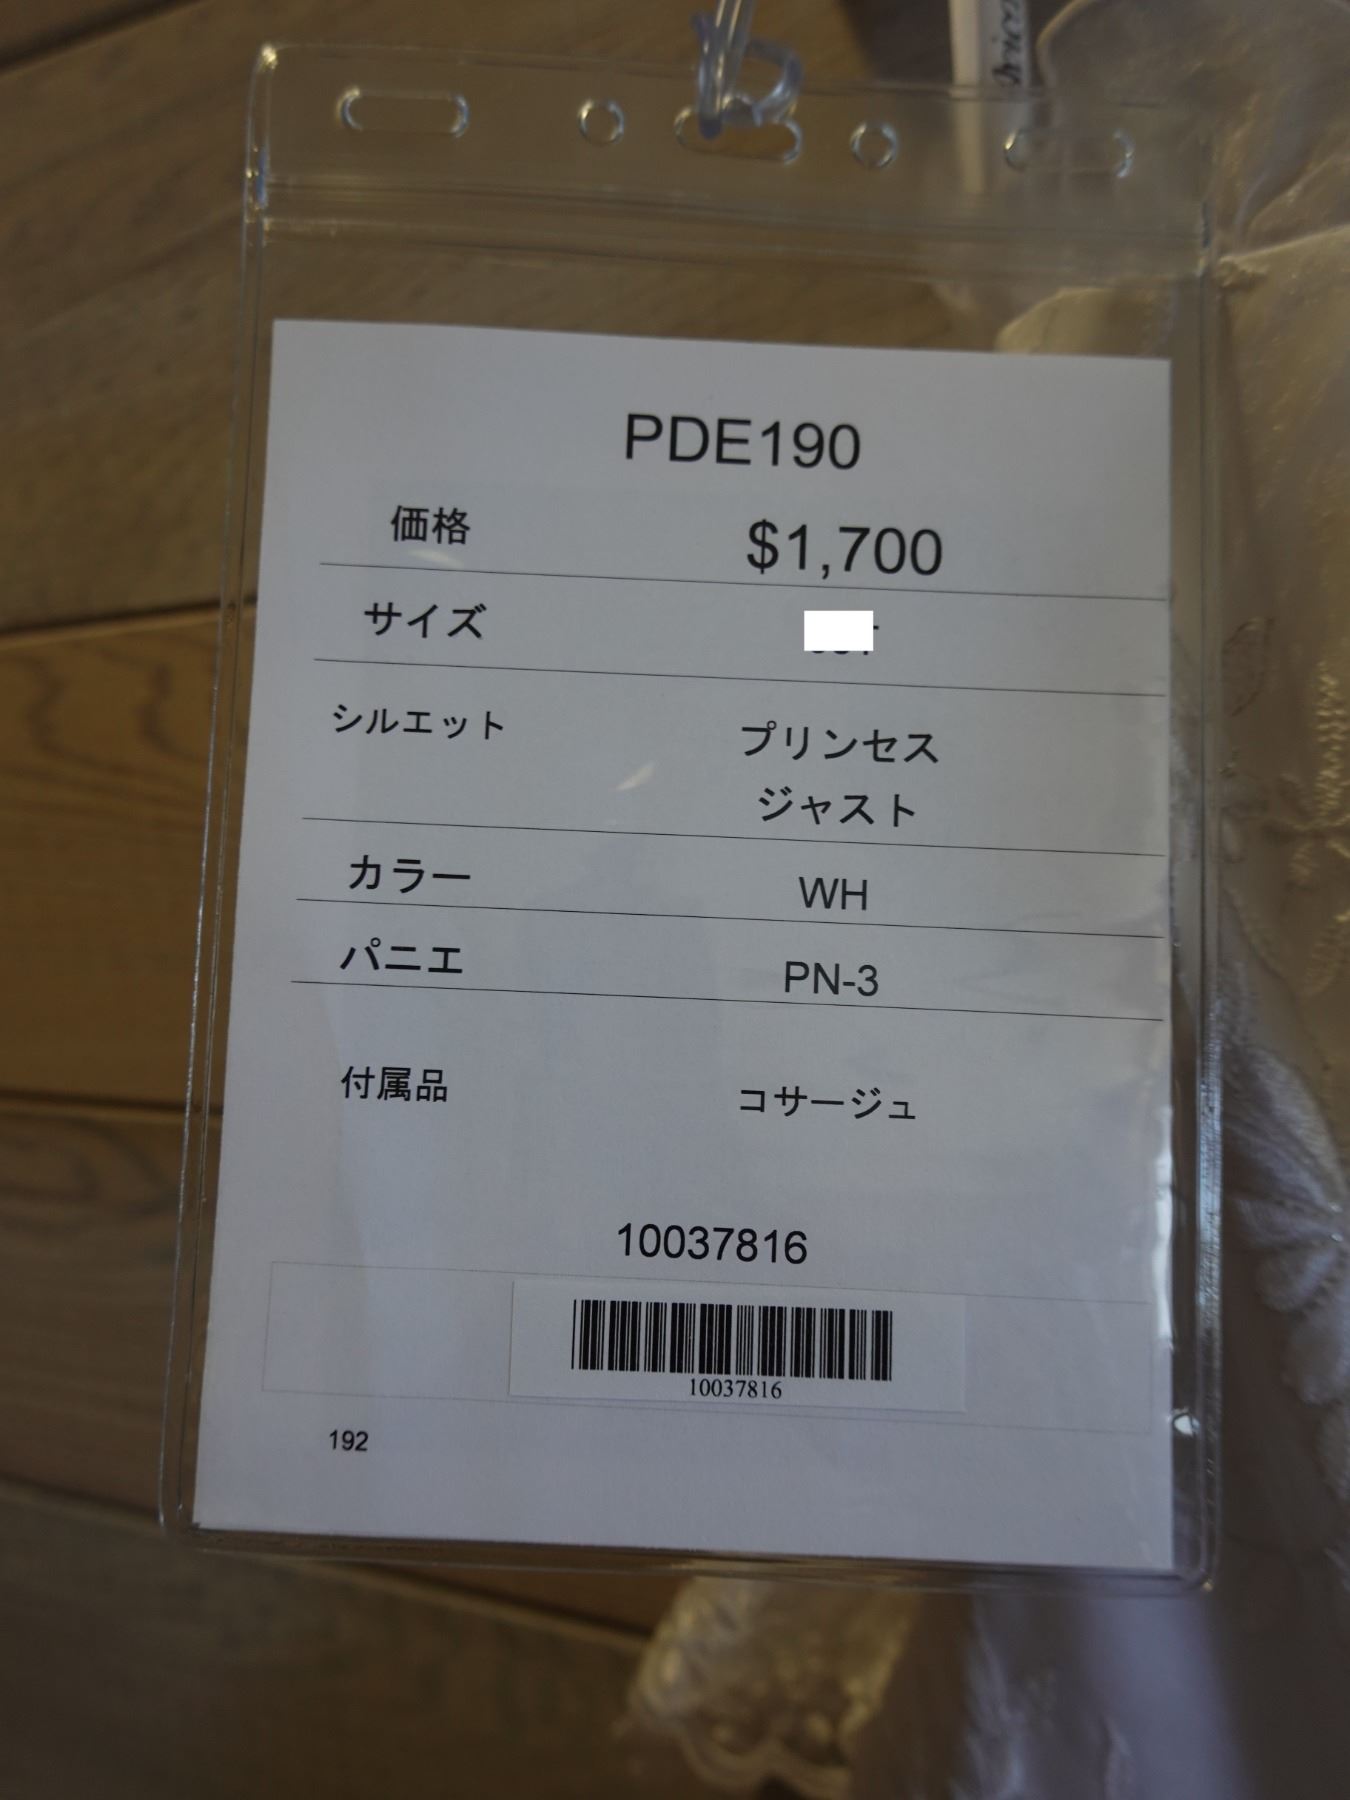 PDE190
価格 $1,700
サイズ
シルエット プリンセス
ジャスト
カラー WH
パニエ PN-3
付属品 コサージュ
10037816
10037816
192